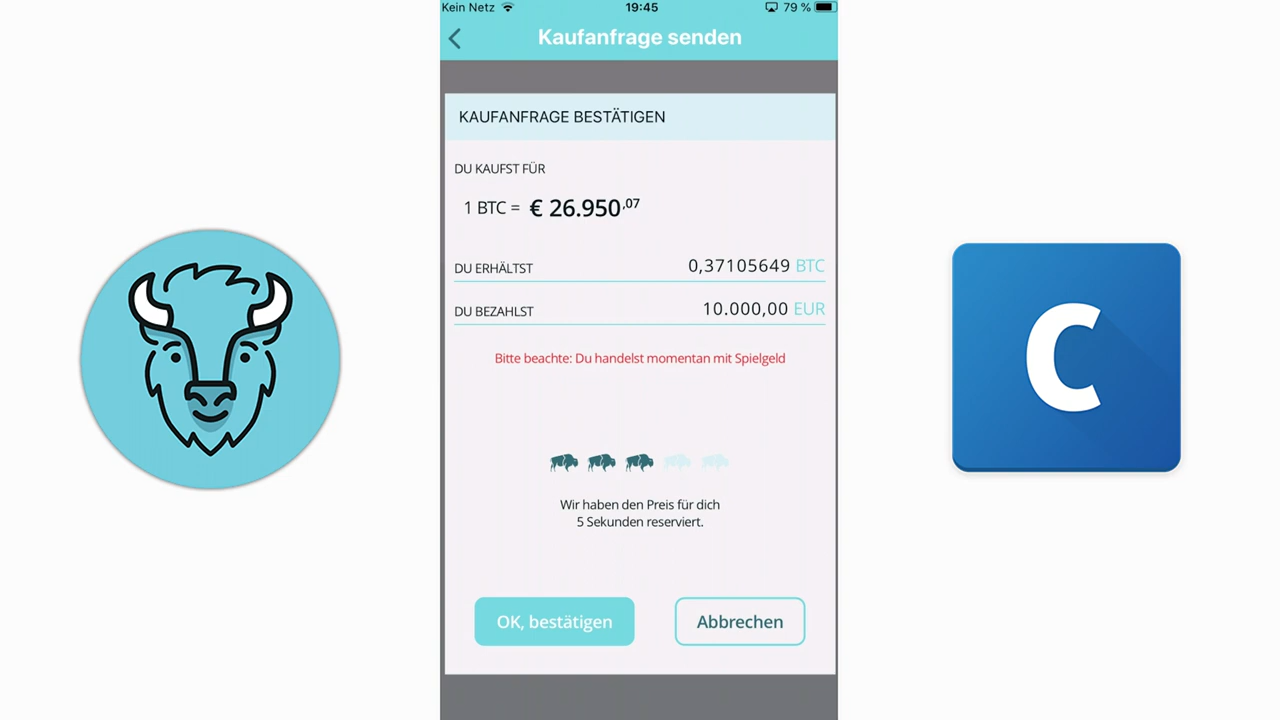 Kein Netz 19:45 79 %
Kaufanfrage senden
KAUFANFRAGE BESTÄTIGEN
DU KAUFST FÜR
1 BTC = € 26.950,07
DU ERHÄLTST 0,37105649 BTC
DU BEZAHLST 10.000,00 EUR
Bitte beachte: Du handelst momentan mit Spielgeld
Wir haben den Preis für dich
5 Sekunden reserviert.
OK, bestätigen Abbrechen
C